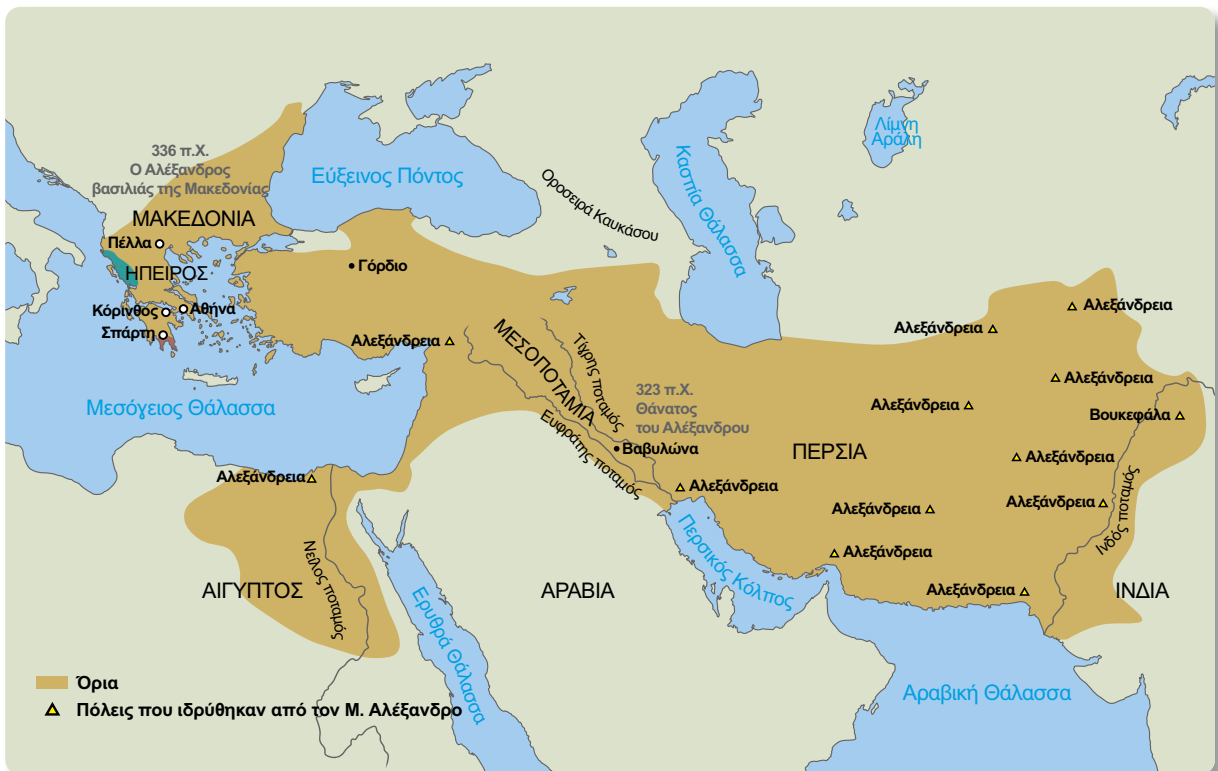 Λίμνη
Αράλη
336 π.Χ.
Ο Αλέξανδρος
βασιλιάς της Μακεδονίας
Εύξεινος Πόντος
Κασπία Θάλασσα
Οροσειρά Καυκάσου
ΜΑΚΕΔΟΝΙΑ
Πέλλα
ΗΠΕΙΡΟΣ
Γόρδιο
Κόρινθος
Αθήνα
Σπάρτη
Αλεξάνδρεια
Αλεξάνδρεια
Αλεξάνδρεια
ΜΕΣΟΠΟΤΑΜΙΑ
Τίγρης ποταμός
Ευφράτης ποταμός
Μεσόγειος Θάλασσα
323 π.Χ.
Θάνατος
του Αλέξανδρου
Βαβυλώνα
Αλεξάνδρεια
Αλεξάνδρεια
Βουκεφάλα
ΠΕΡΣΙΑ
Αλεξάνδρεια
Αλεξάνδρεια
Αλεξάνδρεια
Αλεξάνδρεια
Αλεξάνδρεια
Ινδός ποταμός
Περσικός Κόλπος
Αλεξάνδρεια
Νείλος ποταμός
ΑΙΓΥΠΤΟΣ
Ερυθρά Θάλασσα
ΑΡΑΒΙΑ
Αλεξάνδρεια
ΙΝΔΙΑ
Αραβική Θάλασσα
Όρια
Πόλεις που ιδρύθηκαν από τον Μ. Αλέξανδρο